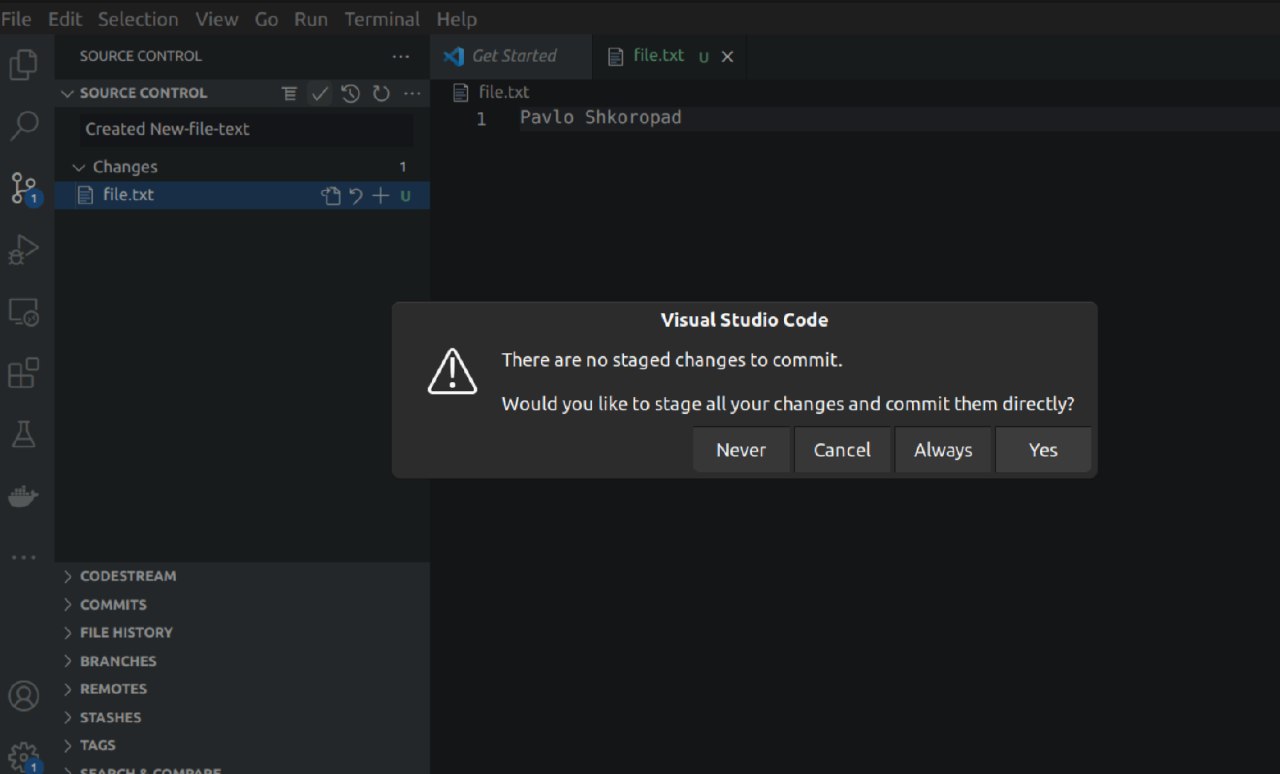 File Edit Selection View Go Run Terminal Help
SOURCE CONTROL
SOURCE CONTROL
Created New-file-text
Changes 1
file.txt U
1
CODESTREAM
COMMITS
FILE HISTORY
BRANCHES
REMOTES
STASHES
TAGS
SEARCH & COMPARE
1
Get Started file.txt U
file.txt
1 Pavlo Shkoropad
Visual Studio Code
There are no staged changes to commit.
Would you like to stage all your changes and commit them directly?
Never Cancel Always Yes